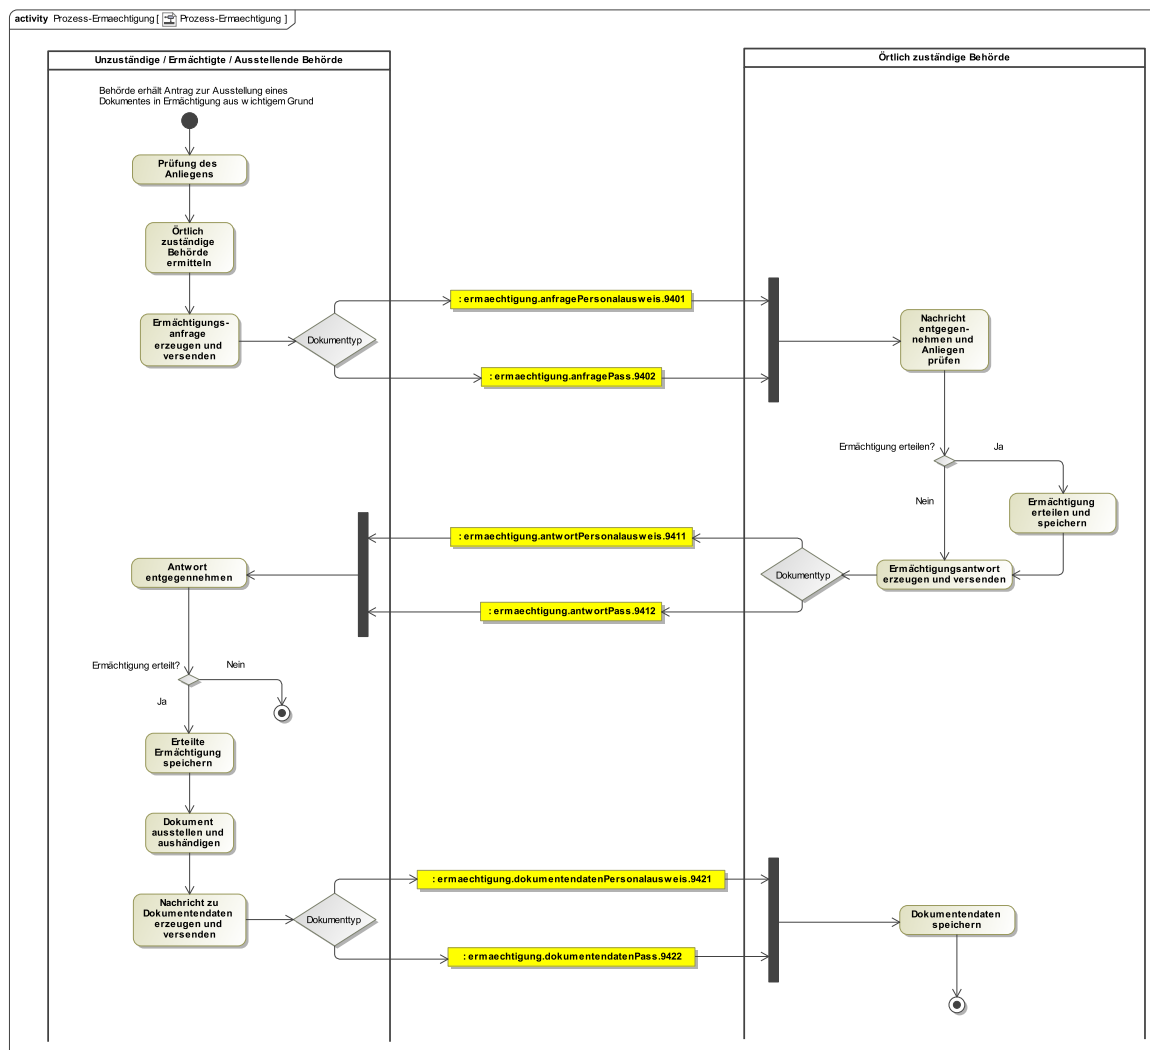 activity Prozess-Ermaechtigung [ Prozess-Ermaechtigung ]
Unzuständige / Ermächtigte / Ausstellende Behörde
Örtlich zuständige Behörde
Behörde erhält Antrag zur Ausstellung eines
Dokumentes in Ermächtigung aus wichtigem Grund
Prüfung des
Anliegens
Örtlich
zuständige
Behörde
ermitteln
Ermächtigungs-
anfrage
erzeugen und
versenden
Dokumenttyp
: ermaechtigung.anfragePersonalausweis.9401
: ermaechtigung.anfragePass.9402
Nachricht
entgegen-
nehmen und
Anliegen
prüfen
Ermächtigung erteilen?
Ja
Nein
Ermächtigung
erteilen und
speichern
Ermächtigungsantwort
erzeugen und versenden
Dokumenttyp
: ermaechtigung.antwortPersonalausweis.9411
: ermaechtigung.antwortPass.9412
Antwort
entgegennehmen
Ermächtigung erteilt?
Nein
Ja
Erteilte
Ermächtigung
speichern
Dokument
ausstellen und
aushändigen
Nachricht zu
Dokumentendaten
erzeugen und
versenden
Dokumenttyp
: ermaechtigung.dokumentendatenPersonalausweis.9421
: ermaechtigung.dokumentendatenPass.9422
Dokumentendaten
speichern